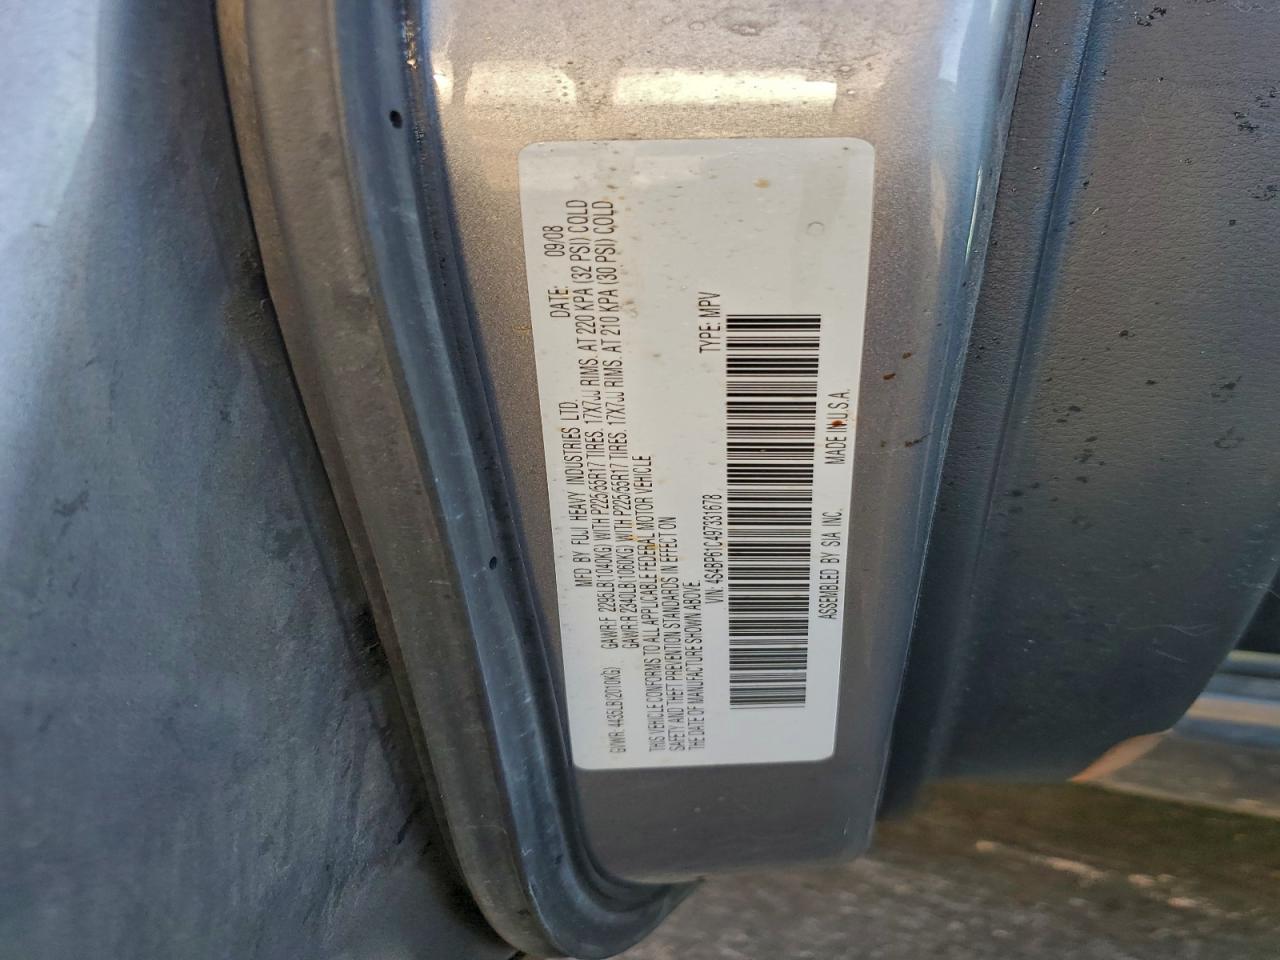 MFD BY FUJI HEAVY INDUSTRIES LTD. DATE: 09/08
GVWR: 4435LB(2010KG) GAWR:F 2295LB(1040KG) WITH P225/55R17 TIRES. 17X7JJ RIMS. AT 220 KPA (32 PSI) COLD
GAWR:R 2340LB(1060KG) WITH P225/55R17 TIRES. 17X7JJ RIMS. AT 210 KPA (30 PSI) COLD
THIS VEHICLE CONFORMS TO ALL APPLICABLE FEDERAL MOTOR VEHICLE
SAFETY AND THEFT PREVENTION STANDARDS IN EFFECT ON
THE DATE OF MANUFACTURE SHOWN ABOVE.
VIN: 4S4BP61C497331678 TYPE: MPV
ASSEMBLED BY SIA INC. MADE IN U.S.A.